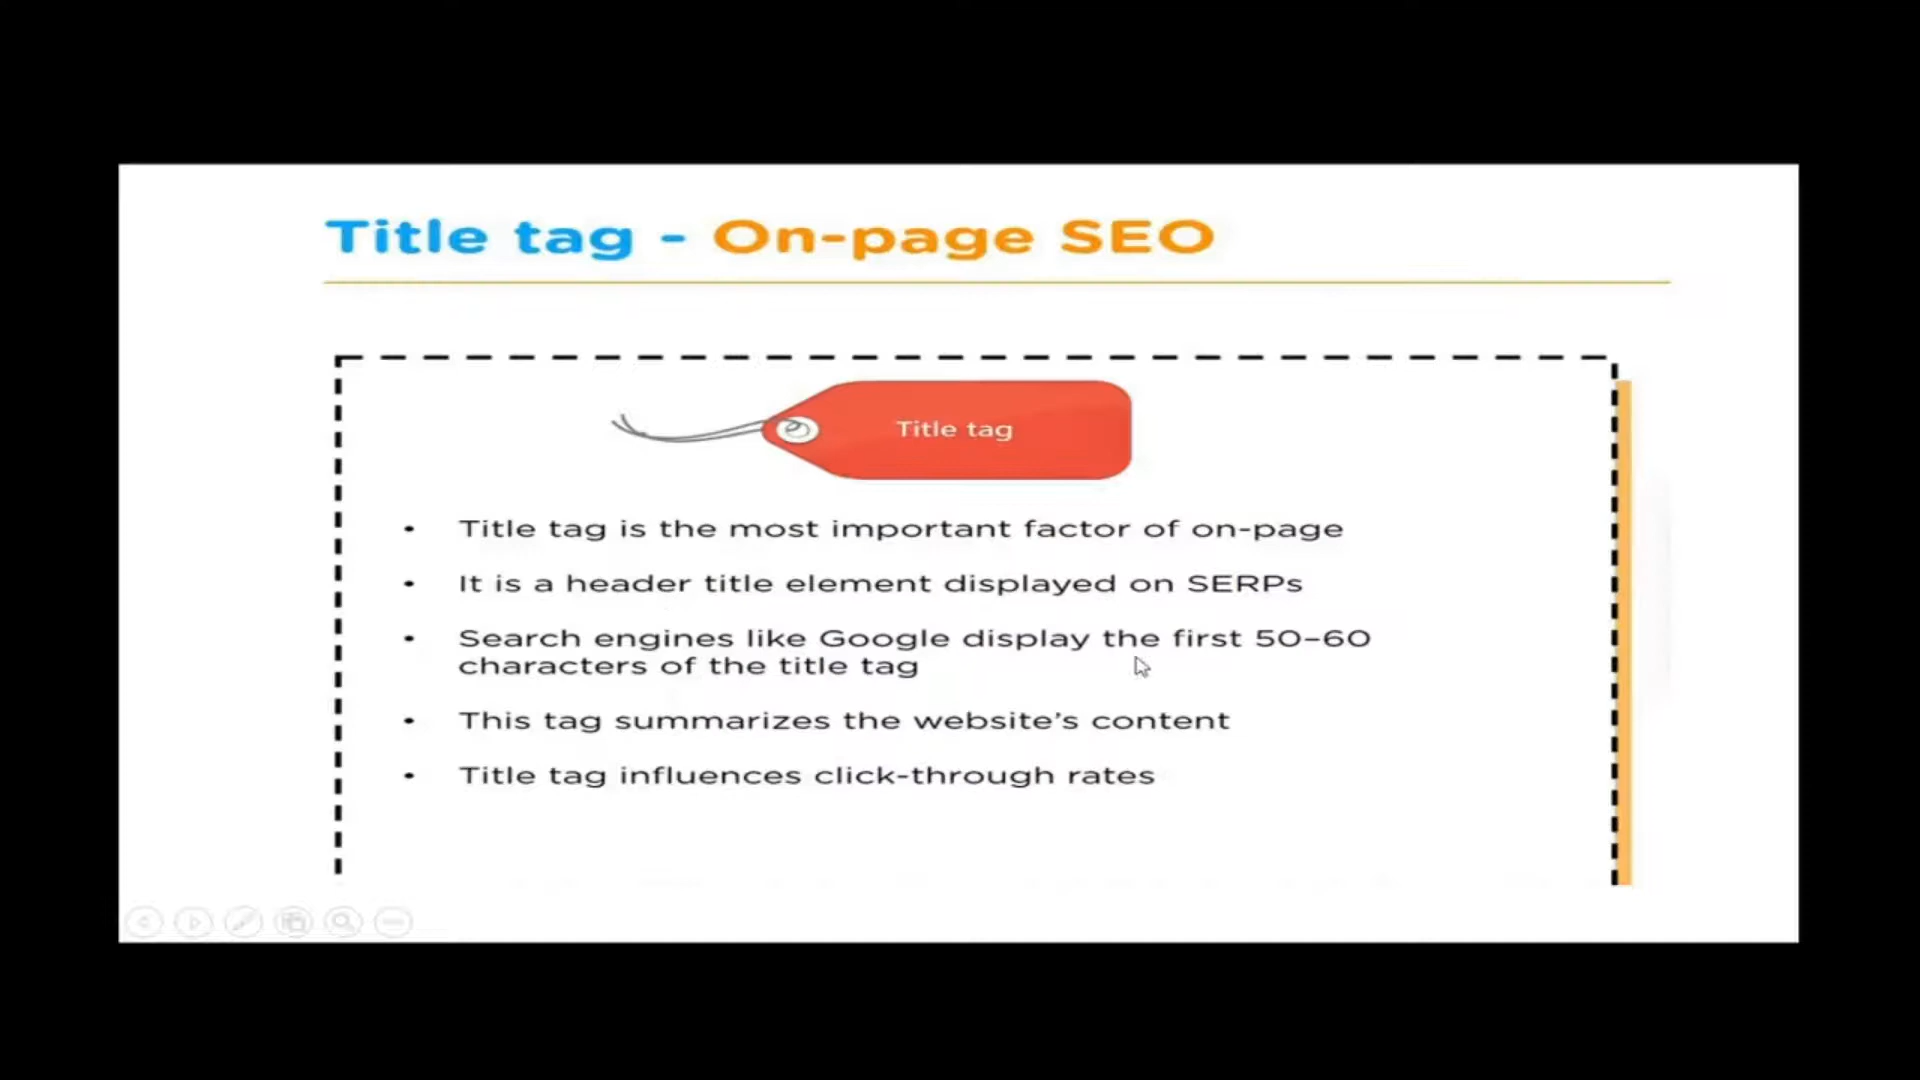 Title tag - On-page SEO
Title tag
• Title tag is the most important factor of on-page
• It is a header title element displayed on SERPs
• Search engines like Google display the first 50–60
characters of the title tag
• This tag summarizes the website’s content
• Title tag influences click-through rates